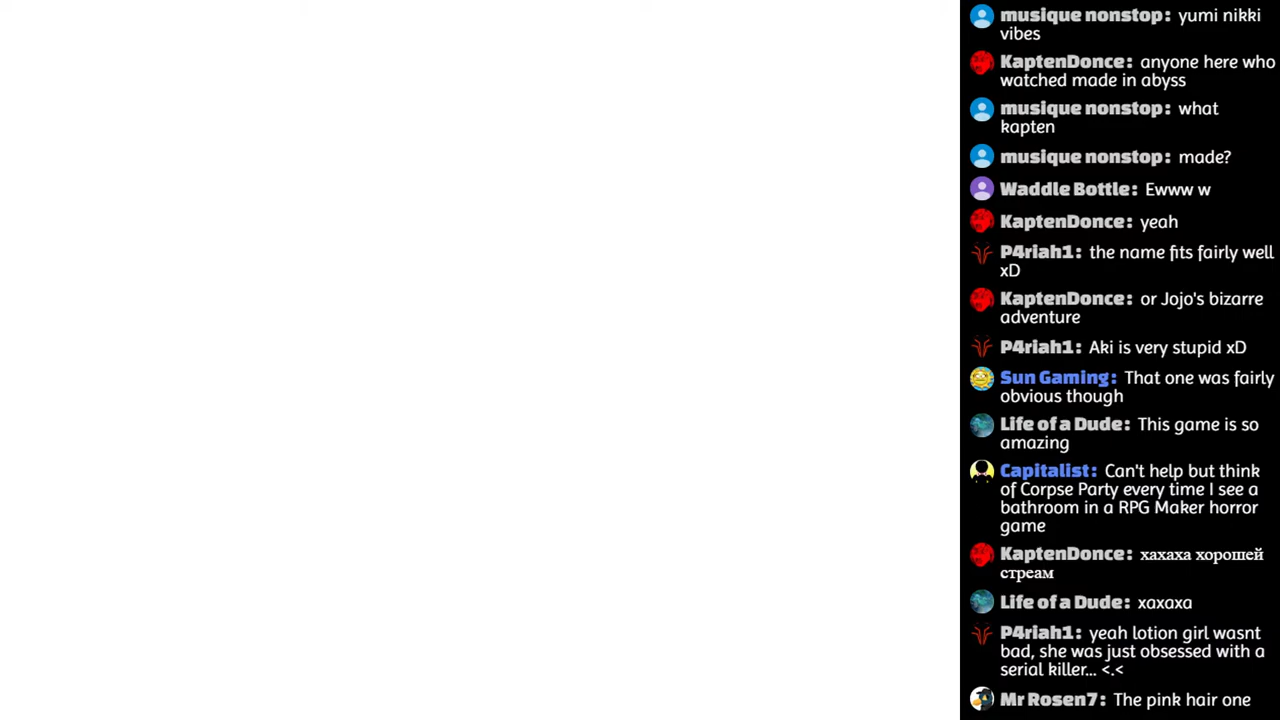 musique nonstop: yumi nikki
vibes
KaptenDonce: anyone here who
watched made in abyss
musique nonstop: what
kapten
musique nonstop: made?
Waddle Bottle: Ewww w
KaptenDonce: yeah
P4riah1: the name fits fairly well
xD
KaptenDonce: or Jojo's bizarre
adventure
P4riah1: Aki is very stupid xD
Sun Gaming: That one was fairly
obvious though
Life of a Dude: This game is so
amazing
Capitalist: Can't help but think
of Corpse Party every time I see a
bathroom in a RPG Maker horror
game
KaptenDonce: хахаха хорошей
стреам
Life of a Dude: xaxaxa
P4riah1: yeah lotion girl wasnt
bad, she was just obsessed with a
serial killer... <.<
Mr Rosen7: The pink hair one